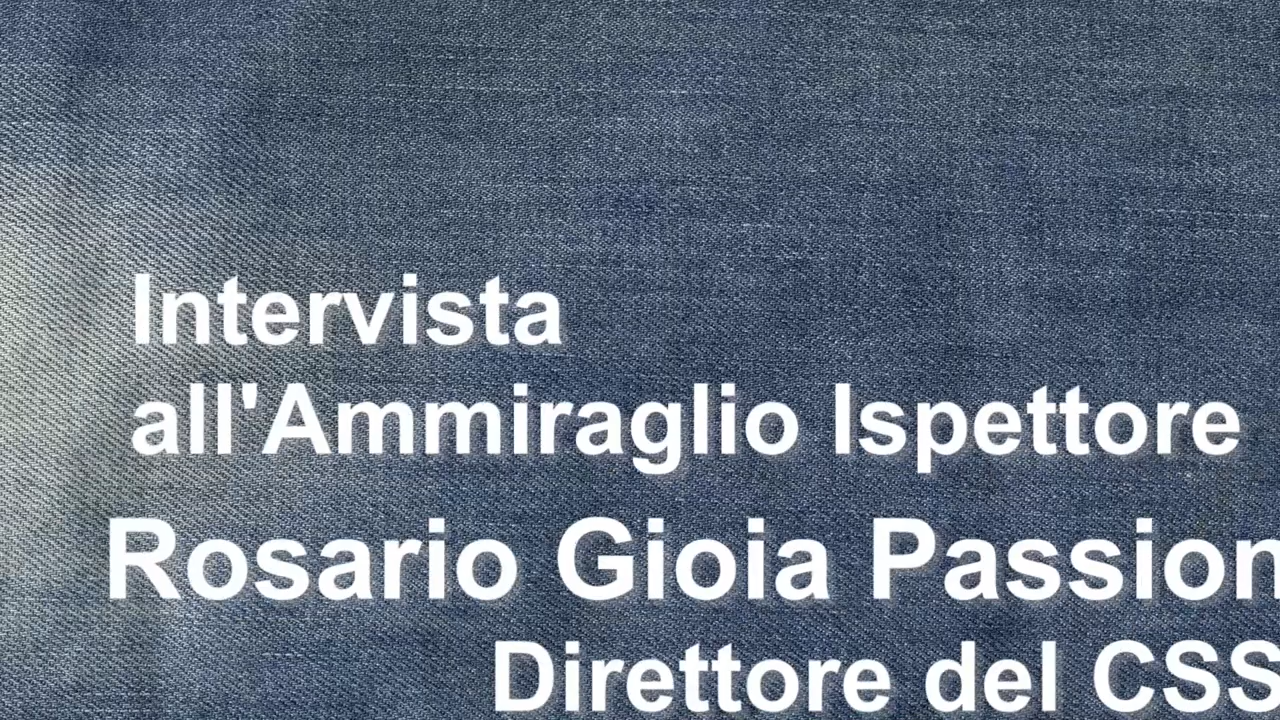 Intervista
all'Ammiraglio Ispettore
Rosario Gioia Passion
Direttore del CSS